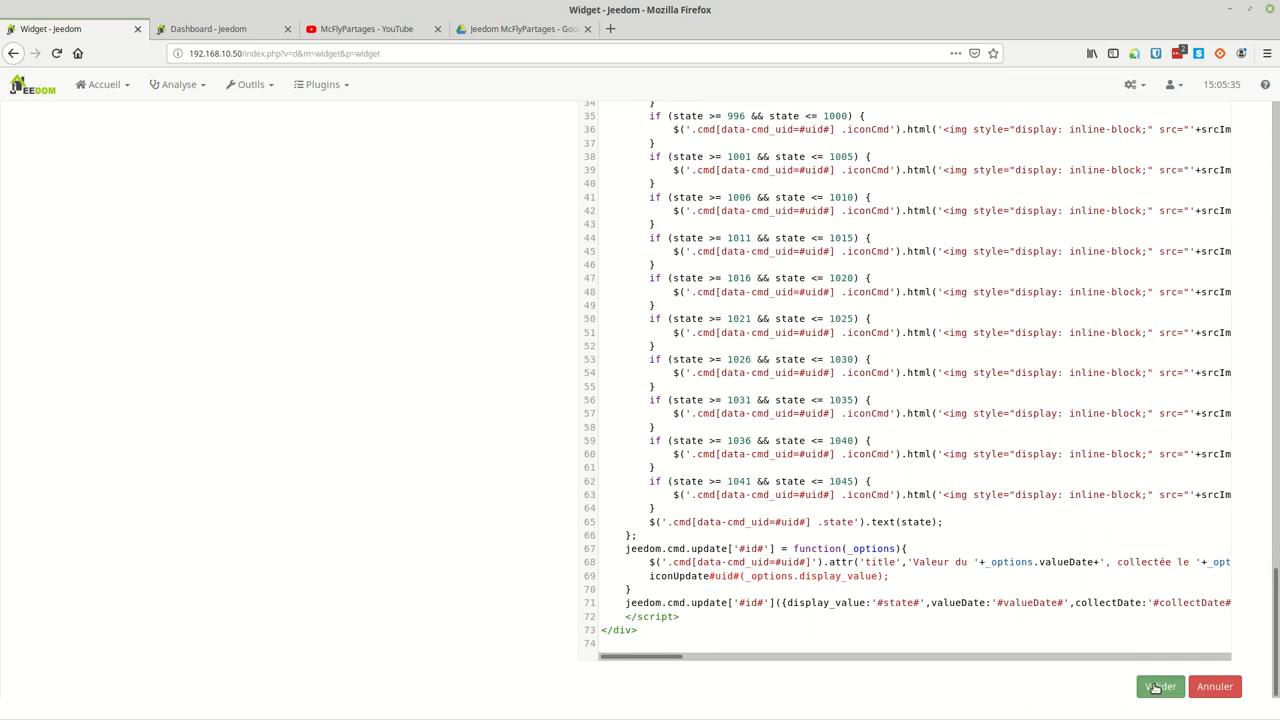 Widget - Jeedom - Mozilla Firefox
Widget - Jeedom
Dashboard - Jeedom
McFlyPartages - YouTube
Jeedom McFlyPartages - Goo
192.168.10.50/index.php?v=d&m=widget&p=widget
2
JEEDOM
Accueil
Analyse
Outils
Plugins
15:05:35
34 }
35 if (state >= 996 && state <= 1000) {
36 $('.cmd[data-cmd_uid=#uid#] .iconCmd').html('<img style="display: inline-block;" src="'+srcIm
37 }
38 if (state >= 1001 && state <= 1005) {
39 $('.cmd[data-cmd_uid=#uid#] .iconCmd').html('<img style="display: inline-block;" src="'+srcIm
40 }
41 if (state >= 1006 && state <= 1010) {
42 $('.cmd[data-cmd_uid=#uid#] .iconCmd').html('<img style="display: inline-block;" src="'+srcIm
43 }
44 if (state >= 1011 && state <= 1015) {
45 $('.cmd[data-cmd_uid=#uid#] .iconCmd').html('<img style="display: inline-block;" src="'+srcIm
46 }
47 if (state >= 1016 && state <= 1020) {
48 $('.cmd[data-cmd_uid=#uid#] .iconCmd').html('<img style="display: inline-block;" src="'+srcIm
49 }
50 if (state >= 1021 && state <= 1025) {
51 $('.cmd[data-cmd_uid=#uid#] .iconCmd').html('<img style="display: inline-block;" src="'+srcIm
52 }
53 if (state >= 1026 && state <= 1030) {
54 $('.cmd[data-cmd_uid=#uid#] .iconCmd').html('<img style="display: inline-block;" src="'+srcIm
55 }
56 if (state >= 1031 && state <= 1035) {
57 $('.cmd[data-cmd_uid=#uid#] .iconCmd').html('<img style="display: inline-block;" src="'+srcIm
58 }
59 if (state >= 1036 && state <= 1040) {
60 $('.cmd[data-cmd_uid=#uid#] .iconCmd').html('<img style="display: inline-block;" src="'+srcIm
61 }
62 if (state >= 1041 && state <= 1045) {
63 $('.cmd[data-cmd_uid=#uid#] .iconCmd').html('<img style="display: inline-block;" src="'+srcIm
64 }
65 $('.cmd[data-cmd_uid=#uid#] .state').text(state);
66 };
67 jeedom.cmd.update['#id#'] = function(_options){
68 $('.cmd[data-cmd_uid=#uid#]').attr('title','Valeur du '+_options.valueDate+', collectée le '+_opt
69 iconUpdate#uid#(_options.display_value);
70 }
71 jeedom.cmd.update['#id#']({display_value:'#state#',valueDate:'#valueDate#',collectDate:'#collectDate#
72 </script>
73 </div>
74
Valider
Annuler